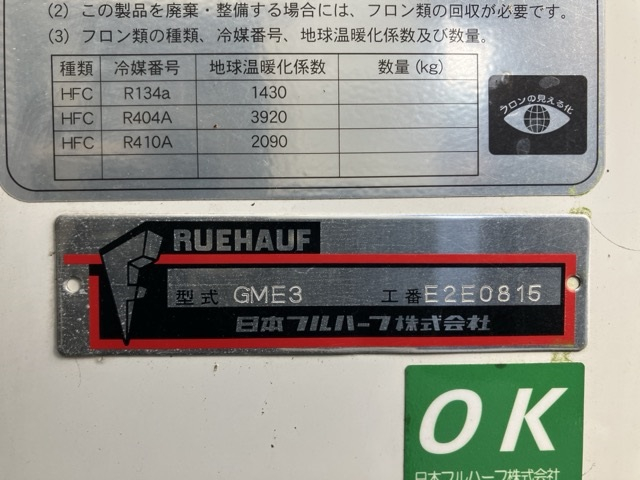 (2) この製品を廃棄・整備する場合には、フロン類の回収が必要です。
(3) フロン類の種類、冷媒番号、地球温暖化係数及び数量。
種類 冷媒番号 地球温暖化係数 数量 (kg)
HFC R134a 1430
HFC R404A 3920
HFC R410A 2090
フロンの見える化
FRUEHAUF
型式 GME3 工番 E2E0815
日本フルハーフ株式会社
OK
日本フルハーフ株式会社